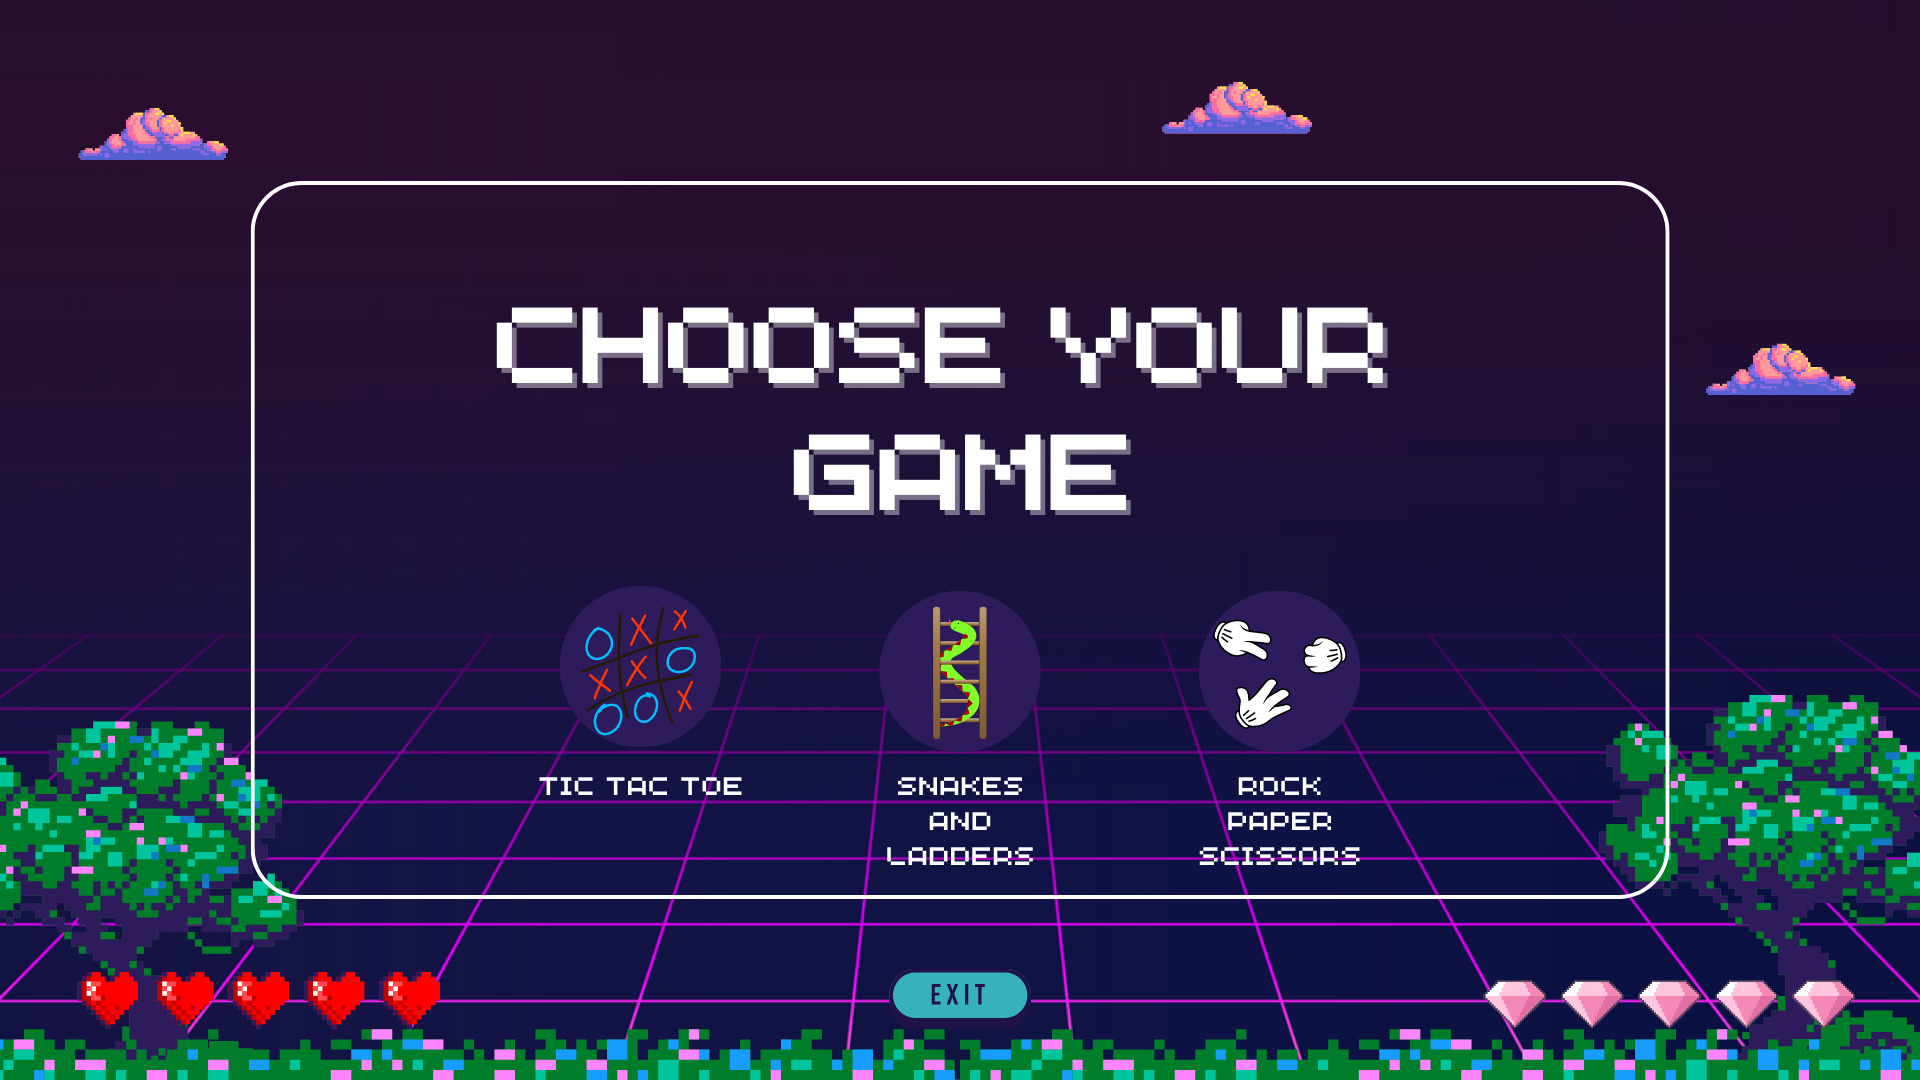 CHOOSE YOUR
GAME
TIC TAC TOE
SNAKES
AND
LADDERS
ROCK
PAPER
SCISSORS
EXIT